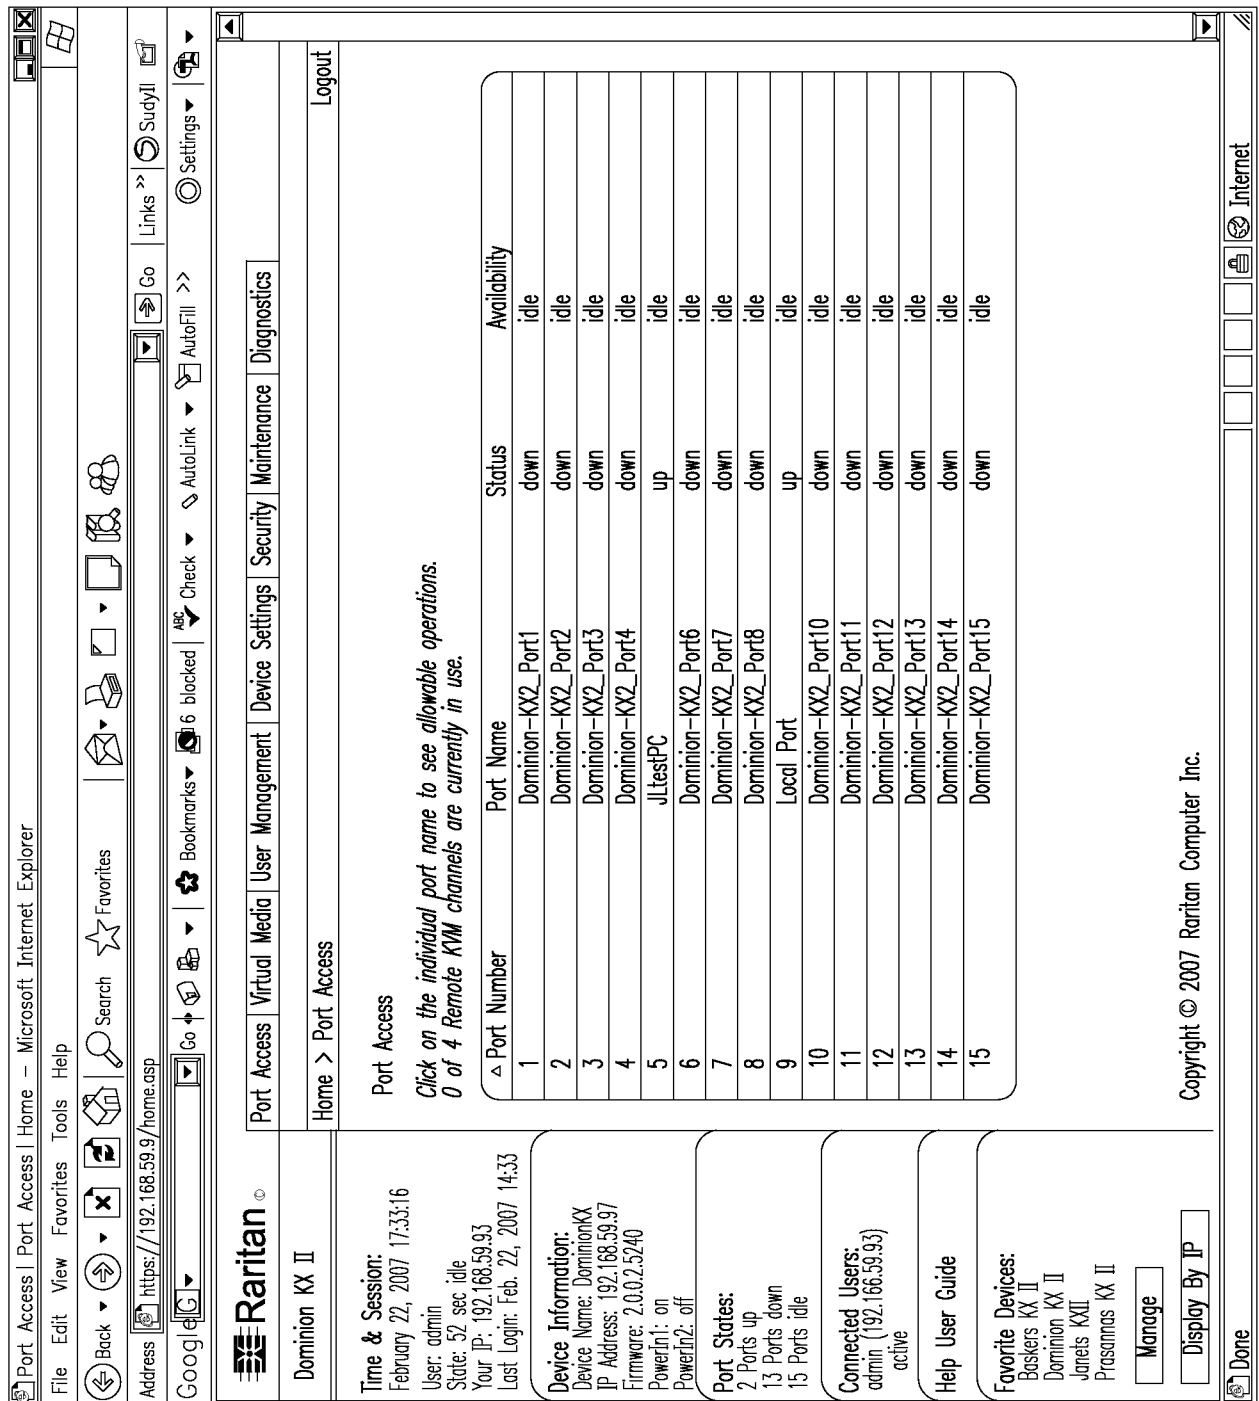 Port Access | Port Access | Home – Microsoft Internet Explorer
File Edit View Favorites Tools Help
Back Search Favorites
Address https://192.168.59.9/home.asp Go Links >> SudyII
Google G Go Bookmarks 6 blocked ABC Check AutoLink AutoFill >> Settings
Raritan ©
Port Access Virtual Media User Management Device Settings Security Maintenance Diagnostics
Dominion KX II
Home > Port Access Logout
Time & Session:
February 22, 2007 17:33:16
User: admin
State: 52 sec idle
Your IP: 192.168.59.93
Last Login: Feb. 22, 2007 14:33
Device Information:
Device Name: DominionKX
IP Address: 192.168.59.97
Firmware: 2.0.0.2.5240
PowerIn1: on
PowerIn2: off
Port States:
2 Ports up
13 Ports down
15 Ports idle
Connected Users:
admin (192.166.59.93)
active
Help User Guide
Favorite Devices:
Baskers KX II
Dominion KX II
Janets KXII
Prasannas KX II
Manage
Display By IP
Port Access
Click on the individual port name to see allowable operations.
0 of 4 Remote KVM channels are currently in use.
△ Port Number Port Name Status Availability
1 Dominion-KX2_Port1 down idle
2 Dominion-KX2_Port2 down idle
3 Dominion-KX2_Port3 down idle
4 Dominion-KX2_Port4 down idle
5 JLtestPC up idle
6 Dominion-KX2_Port6 down idle
7 Dominion-KX2_Port7 down idle
8 Dominion-KX2_Port8 down idle
9 Local Port up idle
10 Dominion-KX2_Port10 down idle
11 Dominion-KX2_Port11 down idle
12 Dominion-KX2_Port12 down idle
13 Dominion-KX2_Port13 down idle
14 Dominion-KX2_Port14 down idle
15 Dominion-KX2_Port15 down idle
Copyright © 2007 Raritan Computer Inc.
Done Internet